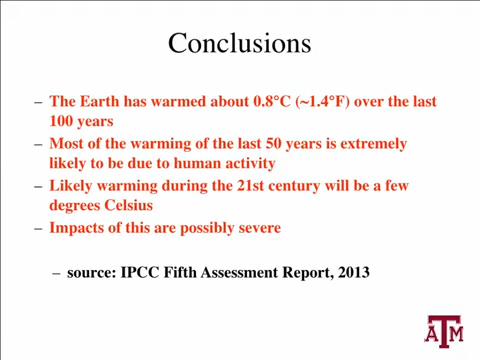 Conclusions
– The Earth has warmed about 0.8°C (~1.4°F) over the last
100 years
– Most of the warming of the last 50 years is extremely
likely to be due to human activity
– Likely warming during the 21st century will be a few
degrees Celsius
– Impacts of this are possibly severe
– source: IPCC Fifth Assessment Report, 2013
ATM